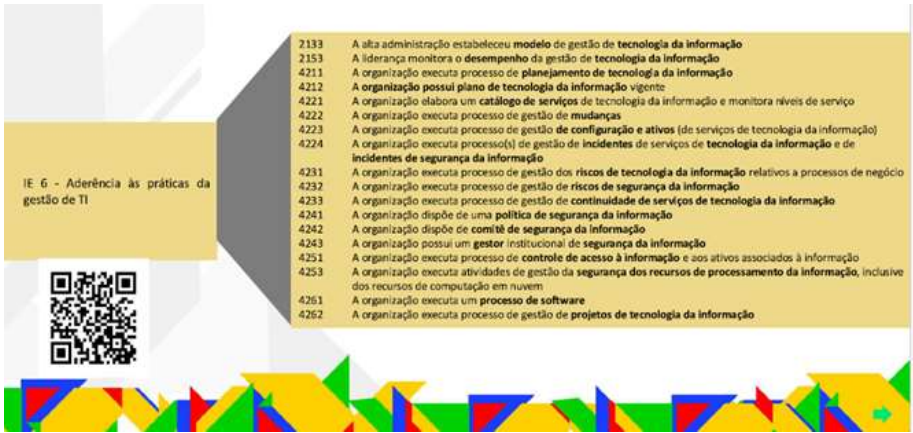 2133 A alta administração estabeleceu modelo de gestão de tecnologia da informação
2153 A liderança monitora o desempenho da gestão de tecnologia da informação
4211 A organização executa processo de planejamento de tecnologia da informação
4212 A organização possui plano de tecnologia da informação vigente
4221 A organização elabora um catálogo de serviços de tecnologia da informação e monitora níveis de serviço
4222 A organização executa processo de gestão de mudanças
4223 A organização executa processo de gestão de configuração e ativos (de serviços de tecnologia da informação)
4224 A organização executa processo(s) de gestão de incidentes de serviços de tecnologia da informação e de
incidentes de segurança da informação
4231 A organização executa processo de gestão dos riscos de tecnologia da informação relativos a processos de negócio
4232 A organização executa processo de gestão de riscos de segurança da informação
4233 A organização executa processo de gestão de continuidade de serviços de tecnologia da informação
4241 A organização dispõe de uma política de segurança da informação
4242 A organização dispõe de comitê de segurança da informação
4243 A organização possui um gestor institucional de segurança da informação
4251 A organização executa processo de controle de acesso à informação e aos ativos associados à informação
4253 A organização executa atividades de gestão da segurança dos recursos de processamento da informação, inclusive
dos recursos de computação em nuvem
4261 A organização executa um processo de software
4262 A organização executa processo de gestão de projetos de tecnologia da informação
IE 6 - Aderência às práticas da
gestão de TI